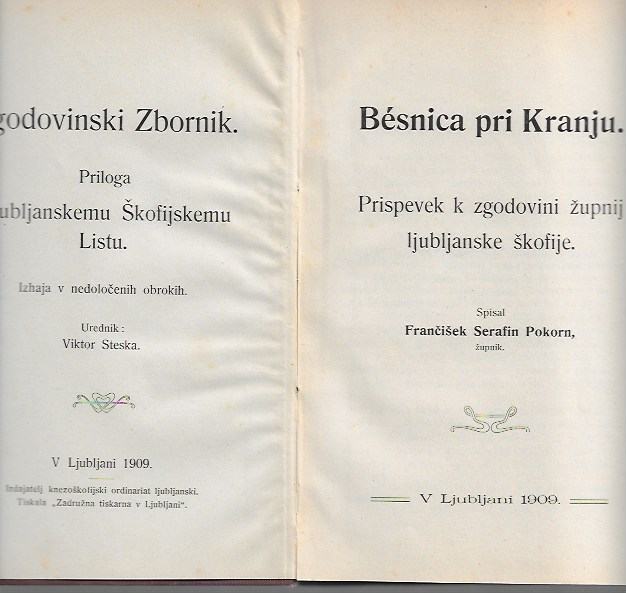 godovinski Zbornik.
Priloga
ubljanskemu Škofijskemu
Listu.
Izhaja v nedoločenih obrokih.
Urednik:
Viktor Steska.
V Ljubljani 1909.
Izdajatelj knezoškofijski ordinariat ljubljanski.
Tiskala „Zadružna tiskarna v Ljubljani“.
Bésnica pri Kranju.
Prispevek k zgodovini župnij
ljubljanske škofije.
Spisal
Frančišek Serafin Pokorn,
župnik.
V Ljubljani 1909.